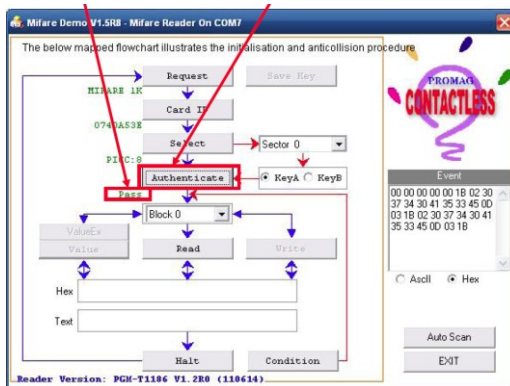 Mifare Demo V1.5R8 - Mifare Reader On COM7
The below mapped flowchart illustrates the initialisation and anticollision procedure
Request
Save Key
MIFARE 1K
Card ID
0740A53E
Select
Sector 0
PICC:8
Authenticate
KeyA
KeyB
Pass
Block 0
ValueEx
Value
Read
Write
Hex
Text
Halt
Condition
Reader Version: PGM-T1186 V1.2R0 (110614)
PROMAG
CONTACTLESS
Event
00 00 00 00 00 1B 02 30
37 34 30 41 35 33 45 0D
03 1B 02 30 37 34 30 41
35 33 45 0D 03 1B
AscII
Hex
Auto Scan
EXIT